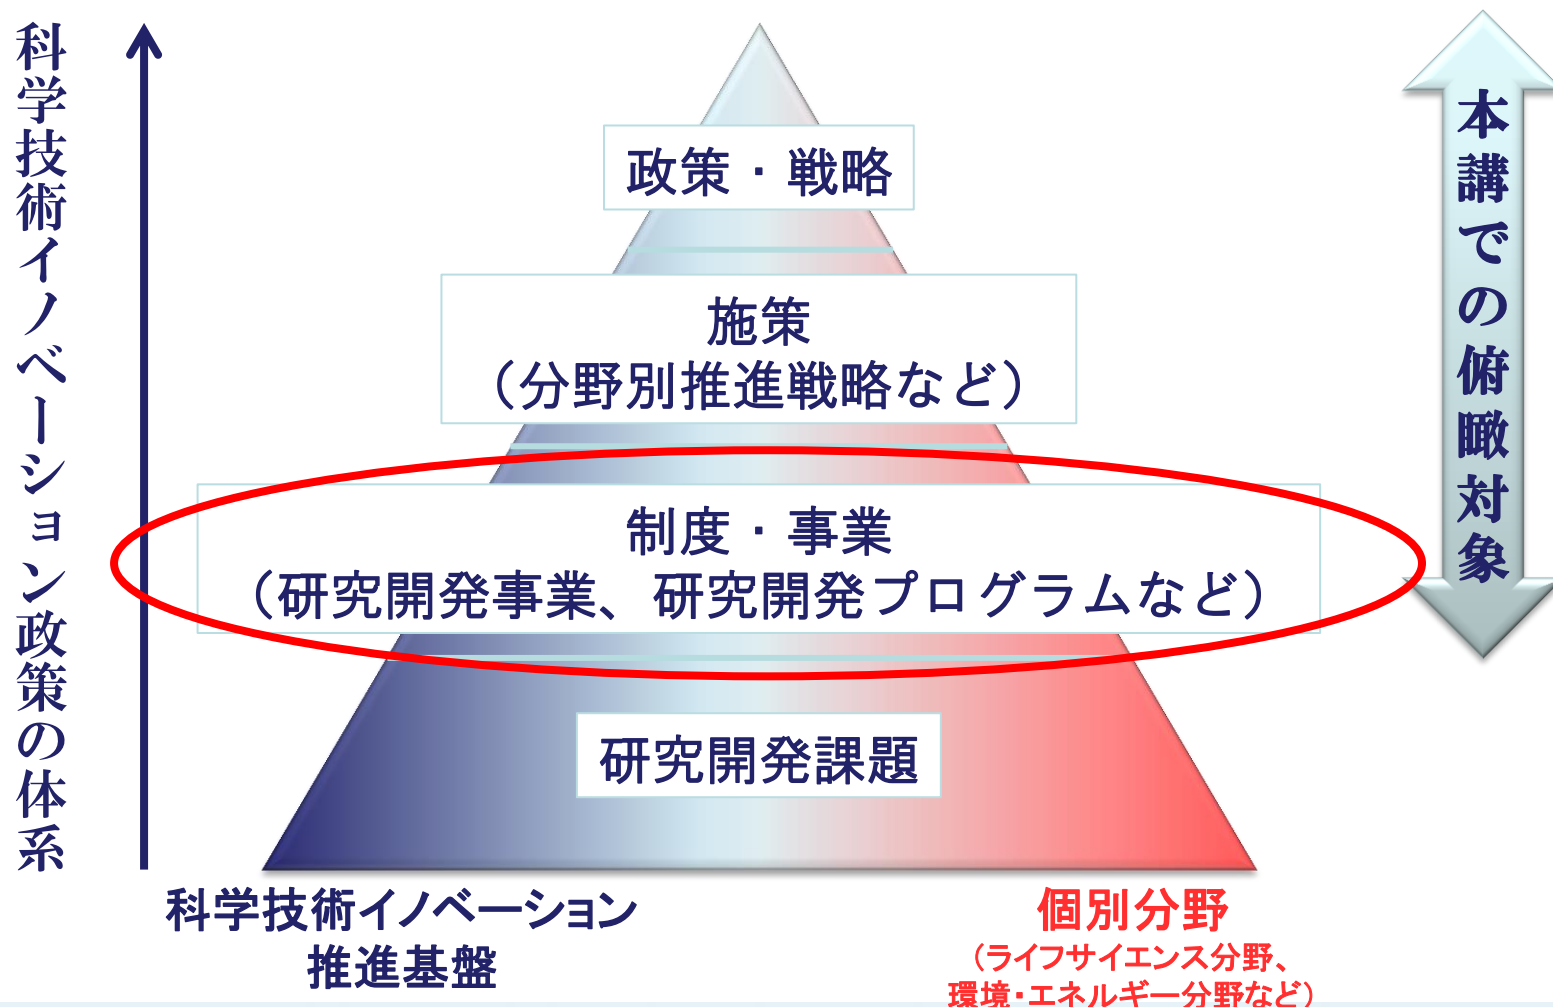 科学技術イノベーション政策の体系
政策・戦略
施策
（分野別推進戦略など）
制度・事業
（研究開発事業、研究開発プログラムなど）
研究開発課題
本講での俯瞰対象
科学技術イノベーション
推進基盤
個別分野
（ライフサイエンス分野、
環境・エネルギー分野など）